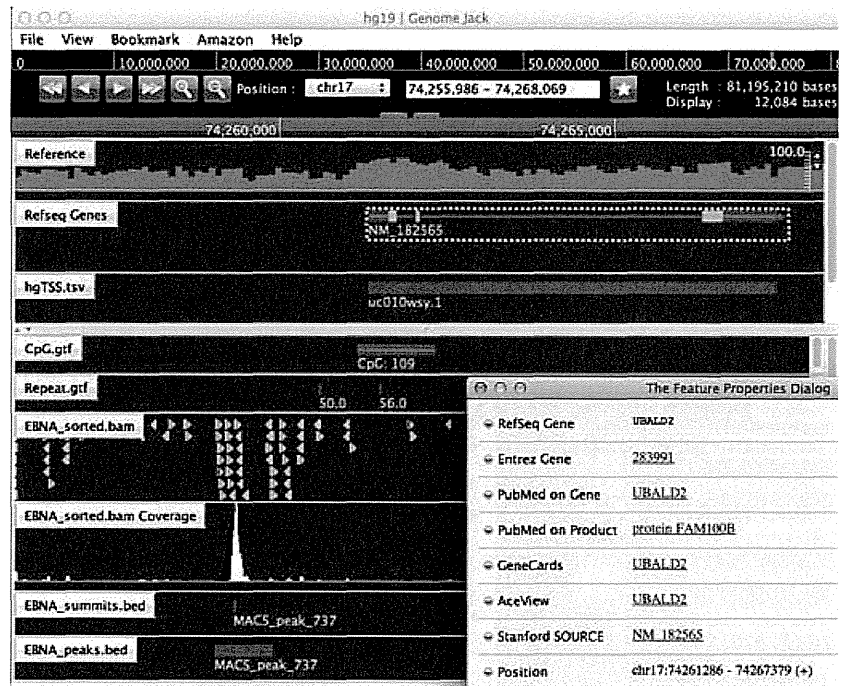 hg19 | Genome Jack
File View Bookmark Amazon Help
0 10,000,000 20,000,000 30,000,000 40,000,000 50,000,000 60,000,000 70,000,000
Position : chr17 74,255,986 - 74,268,069 Length : 81,195,210 bases
Display : 12,084 bases
74,260,000 74,265,000
Reference 100.0
Refseq Genes
NM_182565
hgTSS.tsv
uc010wsy.1
CpG.gtf
CpG: 109
Repeat.gtf
50.0 56.0
EBNA_sorted.bam
EBNA_sorted.bam Coverage
EBNA_summits.bed
MACS_peak_737
EBNA_peaks.bed
MACS_peak_737
The Feature Properties Dialog
RefSeq Gene UBALD2
Entrez Gene 283991
PubMed on Gene UBALD2
PubMed on Product protein FAM100B
GeneCards UBALD2
AceView UBALD2
Stanford SOURCE NM_182565
Position chr17:74261286 - 74267379 (+)